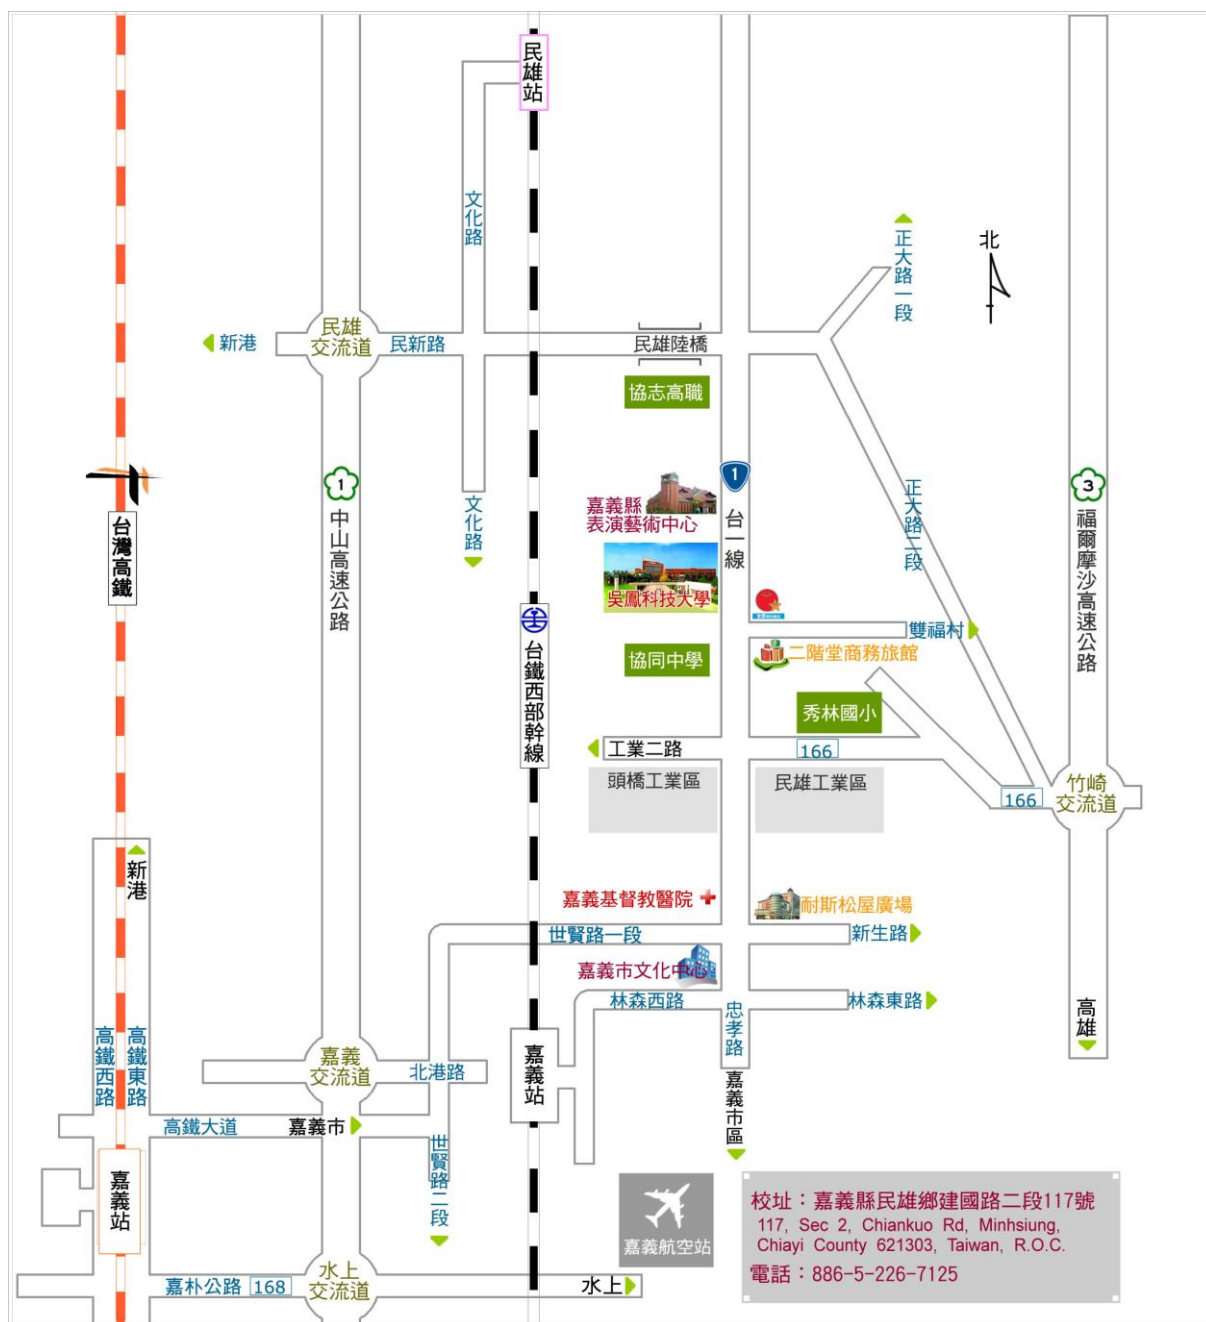 民雄站
文化路
北
正大路一段
新港
民雄
交流道
民新路
民雄陸橋
協志高職
1
中山高速公路
文化路
1
台一線
正大路二段
3
福爾摩沙高速公路
台灣高鐵
嘉義縣
表演藝術中心
吳鳳科技大學
台鐵西部幹線
雙福村
協同中學
二階堂商務旅館
秀林國小
工業二路
166
頭橋工業區
民雄工業區
166
竹崎
交流道
新港
嘉義基督教醫院
耐斯松屋廣場
世賢路一段
新生路
嘉義市文化中心
林森西路
林森東路
忠孝路
高雄
高鐵西路
高鐵東路
嘉義
交流道
北港路
嘉義站
嘉義市區
高鐵大道
嘉義市
世賢路二段
嘉義站
嘉義航空站
校址：嘉義縣民雄鄉建國路二段117號
117, Sec 2, Chiankuo Rd, Minhsiung,
Chiayi County 621303, Taiwan, R.O.C.
電話：886-5-226-7125
嘉朴公路 168
水上
交流道
水上